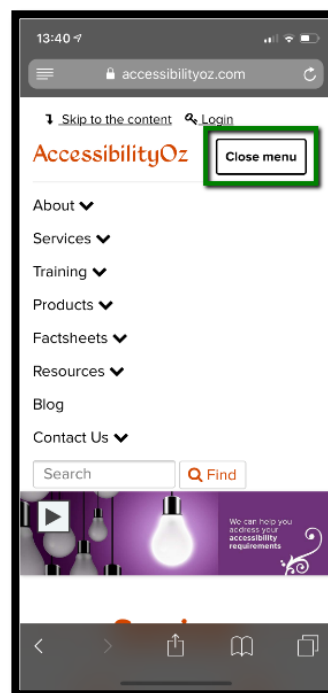 13:40
accessibilityoz.com
Skip to the content Login
AccessibilityOz
Close menu
About
Services
Training
Products
Factsheets
Resources
Blog
Contact Us
Search
Find
We can help you
address your
accessibility
requirements